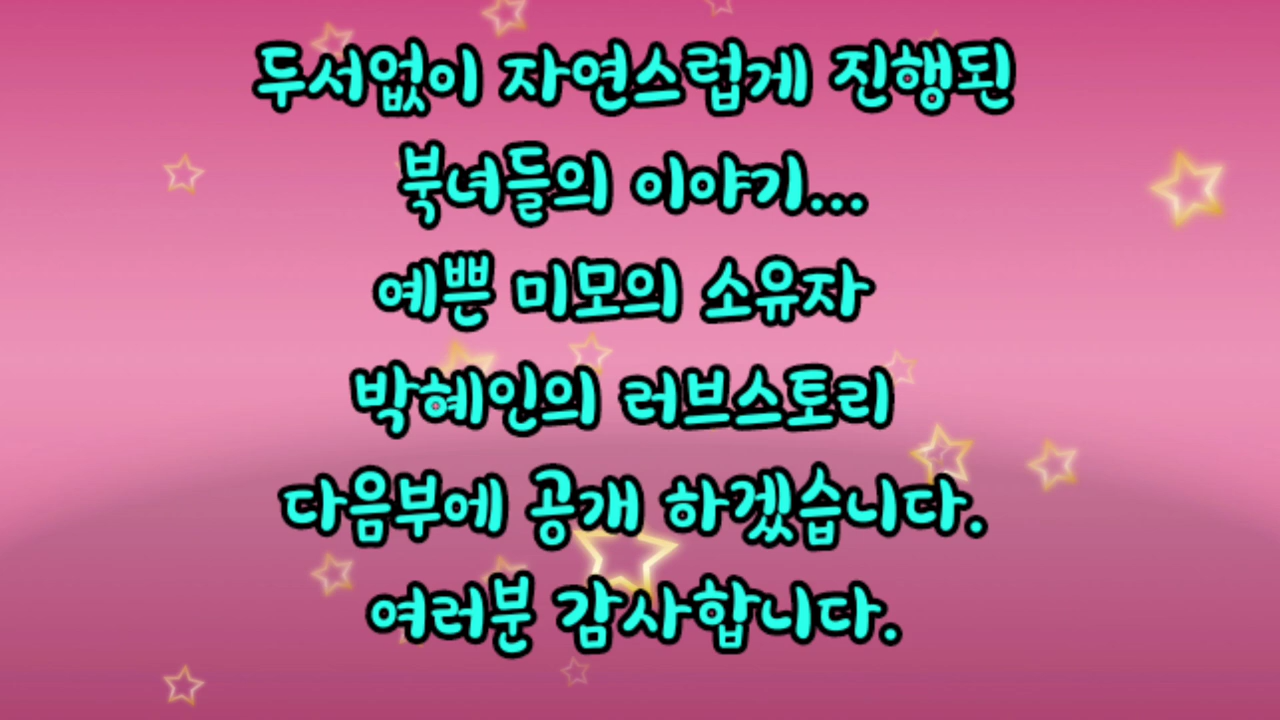 두서없이 자연스럽게 진행된
북녀들의 이야기...
예쁜 미모의 소유자
박혜인의 러브스토리
다음부에 공개 하겠습니다.
여러분 감사합니다.